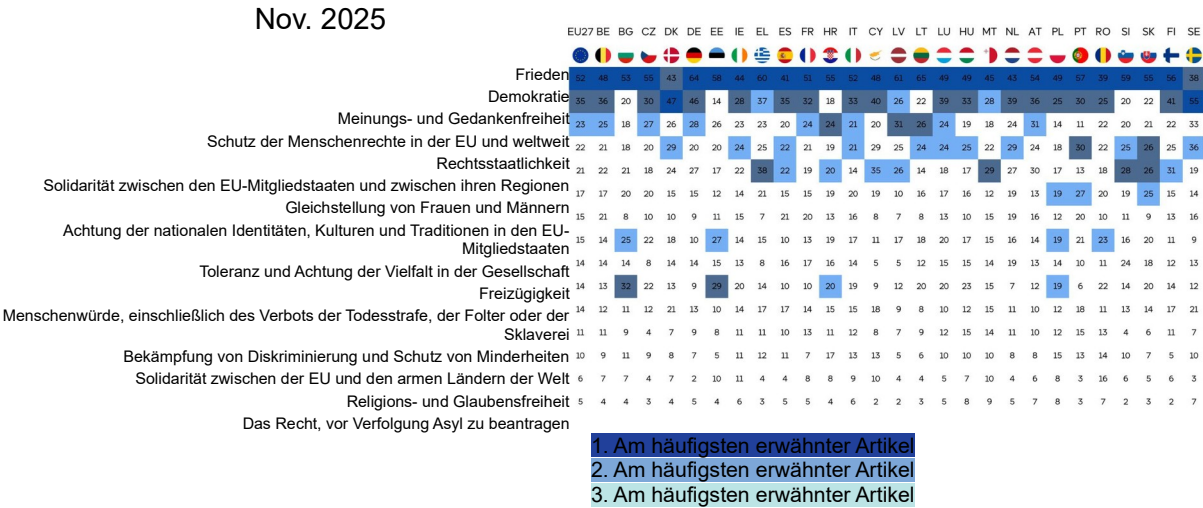 Nov. 2025
EU27 BE BG CZ DK DE EE IE EL ES FR HR IT CY LV LT LU HU MT NL AT PL PT RO SI SK FI SE
Frieden 52 48 53 55 43 64 58 44 60 41 51 55 52 48 61 65 49 49 45 43 54 49 57 39 59 55 56 38
Demokratie 35 36 20 30 47 46 14 28 37 35 32 18 33 40 26 22 39 33 28 39 36 25 30 25 20 22 41 55
Meinungs- und Gedankenfreiheit 23 25 18 27 26 28 26 23 23 20 24 24 21 20 31 26 24 19 18 24 31 14 11 22 20 21 22 33
Schutz der Menschenrechte in der EU und weltweit 22 21 18 20 29 20 20 24 15 22 21 19 21 29 25 24 24 25 22 29 24 18 30 22 25 26 25 36
Rechtsstaatlichkeit 21 22 21 18 24 27 17 22 38 22 19 20 14 35 26 14 18 17 29 27 30 17 13 18 28 26 31 19
Solidarität zwischen den EU-Mitgliedstaaten und zwischen ihren Regionen 17 17 20 20 15 15 12 14 21 15 15 19 20 19 10 16 17 16 12 19 13 19 27 20 19 25 15 14
Gleichstellung von Frauen und Männern 15 21 8 10 10 9 11 15 7 21 20 13 16 8 7 8 13 10 15 19 16 12 20 10 11 9 13 16
Achtung der nationalen Identitäten, Kulturen und Traditionen in den EU-
Mitgliedstaaten 15 14 25 22 18 10 27 14 15 10 13 19 17 11 17 18 20 17 15 16 14 19 21 23 16 20 11 9
Toleranz und Achtung der Vielfalt in der Gesellschaft 14 14 14 8 14 14 15 13 8 16 17 16 14 5 5 12 15 15 14 19 13 14 10 11 24 18 12 13
Freizügigkeit 14 13 32 22 13 9 29 20 14 10 10 20 19 9 12 20 20 23 15 7 12 19 6 22 14 20 14 12
Menschenwürde, einschließlich des Verbots der Todesstrafe, der Folter oder der 14 12 11 12 21 13 10 14 17 17 14 15 15 18 9 8 10 12 15 11 10 12 18 11 13 14 17 21
Sklaverei 11 11 9 4 7 9 8 11 11 10 13 11 12 8 7 9 12 15 14 11 10 12 15 13 4 6 11 7
Bekämpfung von Diskriminierung und Schutz von Minderheiten 10 9 11 9 8 7 5 11 12 11 7 17 13 13 5 6 10 10 10 8 8 15 13 14 10 7 5 10
Solidarität zwischen der EU und den armen Ländern der Welt 6 7 7 4 7 2 10 11 4 4 8 8 9 10 4 4 5 7 10 4 6 8 3 16 6 5 6 3
Religions- und Glaubensfreiheit 5 4 4 3 4 5 4 6 3 5 5 4 6 2 2 3 5 8 9 5 7 8 3 7 2 3 2 7
Das Recht, vor Verfolgung Asyl zu beantragen
1. Am häufigsten erwähnter Artikel
2. Am häufigsten erwähnter Artikel
3. Am häufigsten erwähnter Artikel